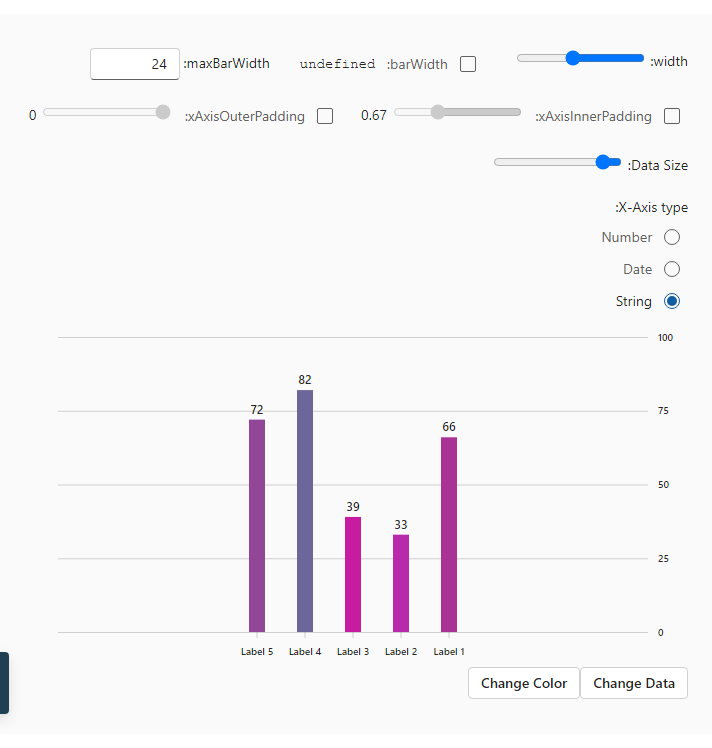 :width
:barWidth undefined
:maxBarWidth 24
:xAxisInnerPadding 0.67
:xAxisOuterPadding 0
:Data Size
:X-Axis type
Number
Date
String
100
75
50
25
0
66
33
39
82
72
Label 1 Label 2 Label 3 Label 4 Label 5
Change Data Change Color